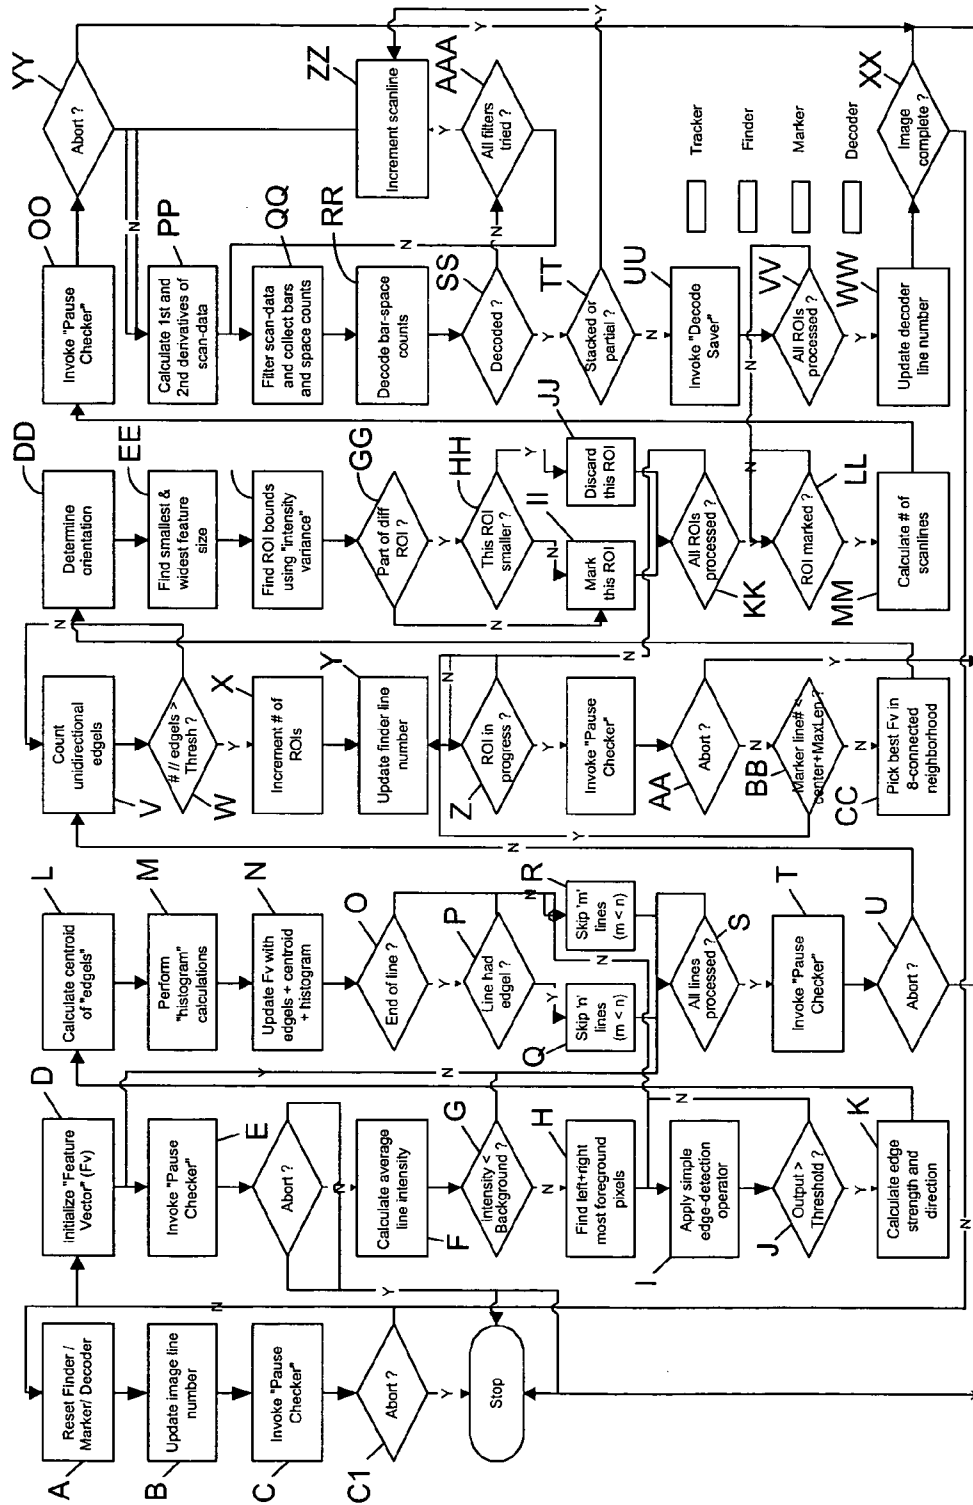 A
Reset Finder /
Marker/ Decoder
B
Update image line
number
C
Invoke "Pause
Checker"
C1
Abort ?
N
Y
Stop
D
Initialize "Feature
Vector" (Fv)
E
Invoke "Pause
Checker"
Abort ?
Y
N
Calculate average
line intensity
F
G
intensity <
Background ?
Y
N
N
H
Find left+right
most foreground
pixels
I
Apply simple
edge-detection
operator
J
Output >
Threshold ?
N
Y
K
Calculate edge
strength and
direction
L
Calculate centroid
of "edgels"
M
Perform
"histogram"
calculations
N
Update Fv with
edgels + centroid
+ histogram
O
End of line ?
Y
P
Line had
edgel ?
Y
N
N
Q
Skip 'n'
lines
(m < n)
R
Skip 'm'
lines
(m < n)
S
All lines
processed ?
Y
T
Invoke "Pause
Checker"
U
Abort ?
N
V
Count
unidirectional
edgels
W
# // edgels >
Thresh ?
N
Y
X
Increment # of
ROIs
Y
Update finder line
number
Z
ROI in
progress ?
N
Y
N
Invoke "Pause
Checker"
AA
Abort ?
Y
N
BB
Marker line# <
center+MaxLen ?
Y
N
CC
Pick best Fv in
8-connected
neighborhood
N
DD
Determine
orientation
EE
Find smallest &
widest feature
size
Find ROI bounds
using "intensity
variance"
GG
Part of diff
ROI ?
N
Y
HH
This ROI
smaller ?
N
Y
II
Mark
this ROI
JJ
Discard
this ROI
KK
All ROIs
processed ?
Y
N
LL
ROI marked ?
Y
MM
Calculate # of
scanlines
OO
Invoke "Pause
Checker"
N
PP
Calculate 1st and
2nd derivatives of
scan-data
QQ
Filter scan-data
and collect bars
and space counts
RR
Decode bar-space
counts
SS
Decoded ?
N
Y
TT
Stacked or
partial ?
Y
N
UU
Invoke "Decode
Saver"
N
VV
All ROIs
processed ?
Y
WW
Update decoder
line number
YY
Abort ?
Y
ZZ
Increment scanline
Y
AAA
All filters
tried ?
N
Tracker
Finder
Marker
Decoder
XX
Image
complete ?
Y
N